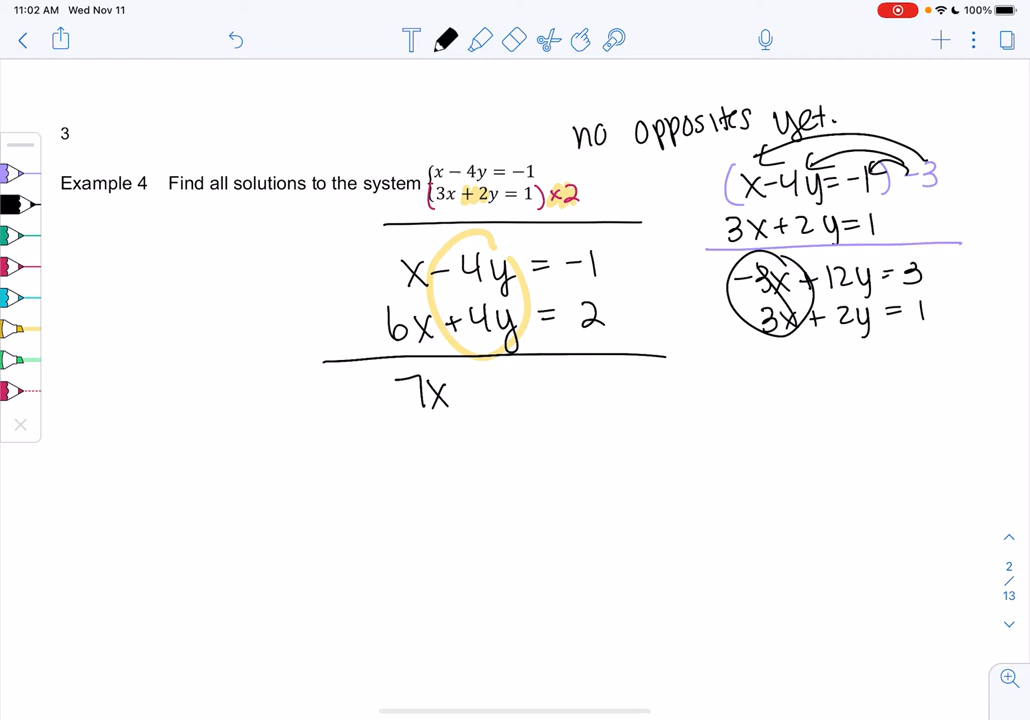 11:02 AM Wed Nov 11
100%
T
3
no opposites yet.
Example 4 Find all solutions to the system
x − 4y = −1
(3x + 2y = 1) ×2
(x-4y=-1) -3
3x+2y=1
x - 4y = -1
6x + 4y = 2
7x
-3x + 12y = 3
3x + 2y = 1
2
/
13